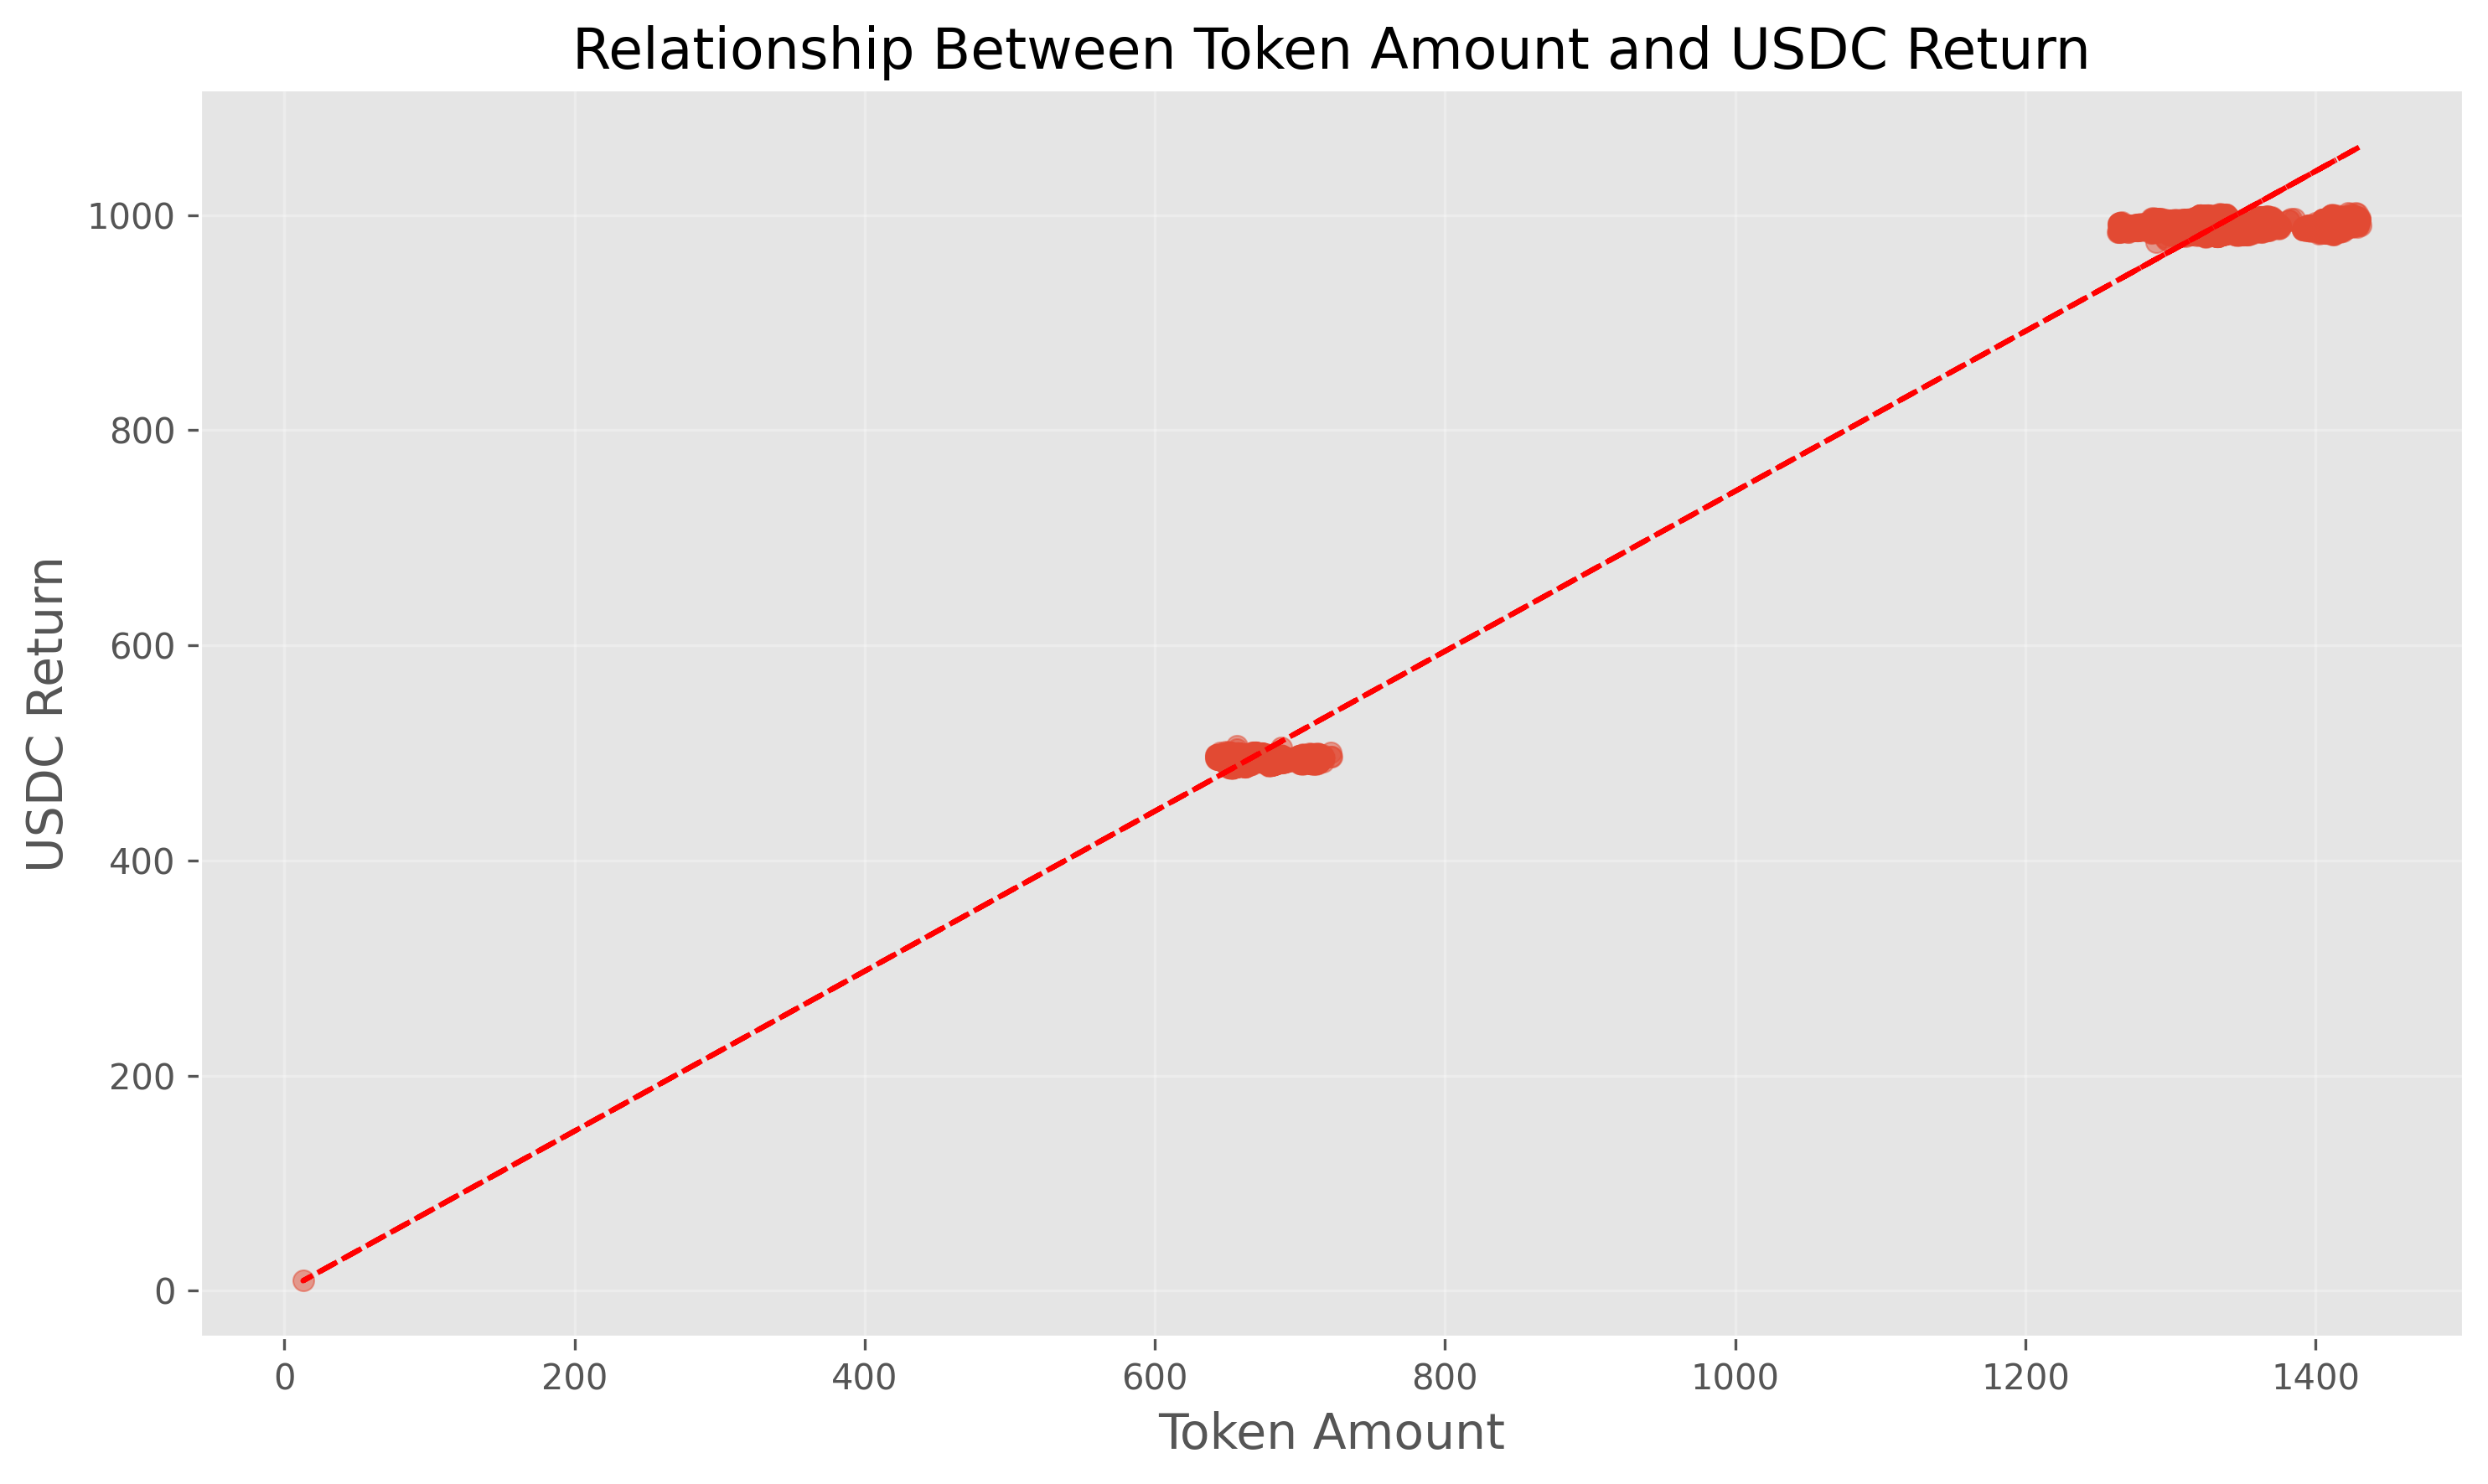 Relationship Between Token Amount and USDC Return
USDC Return
1000
800
600
400
200
0
0 200 400 600 800 1000 1200 1400
Token Amount